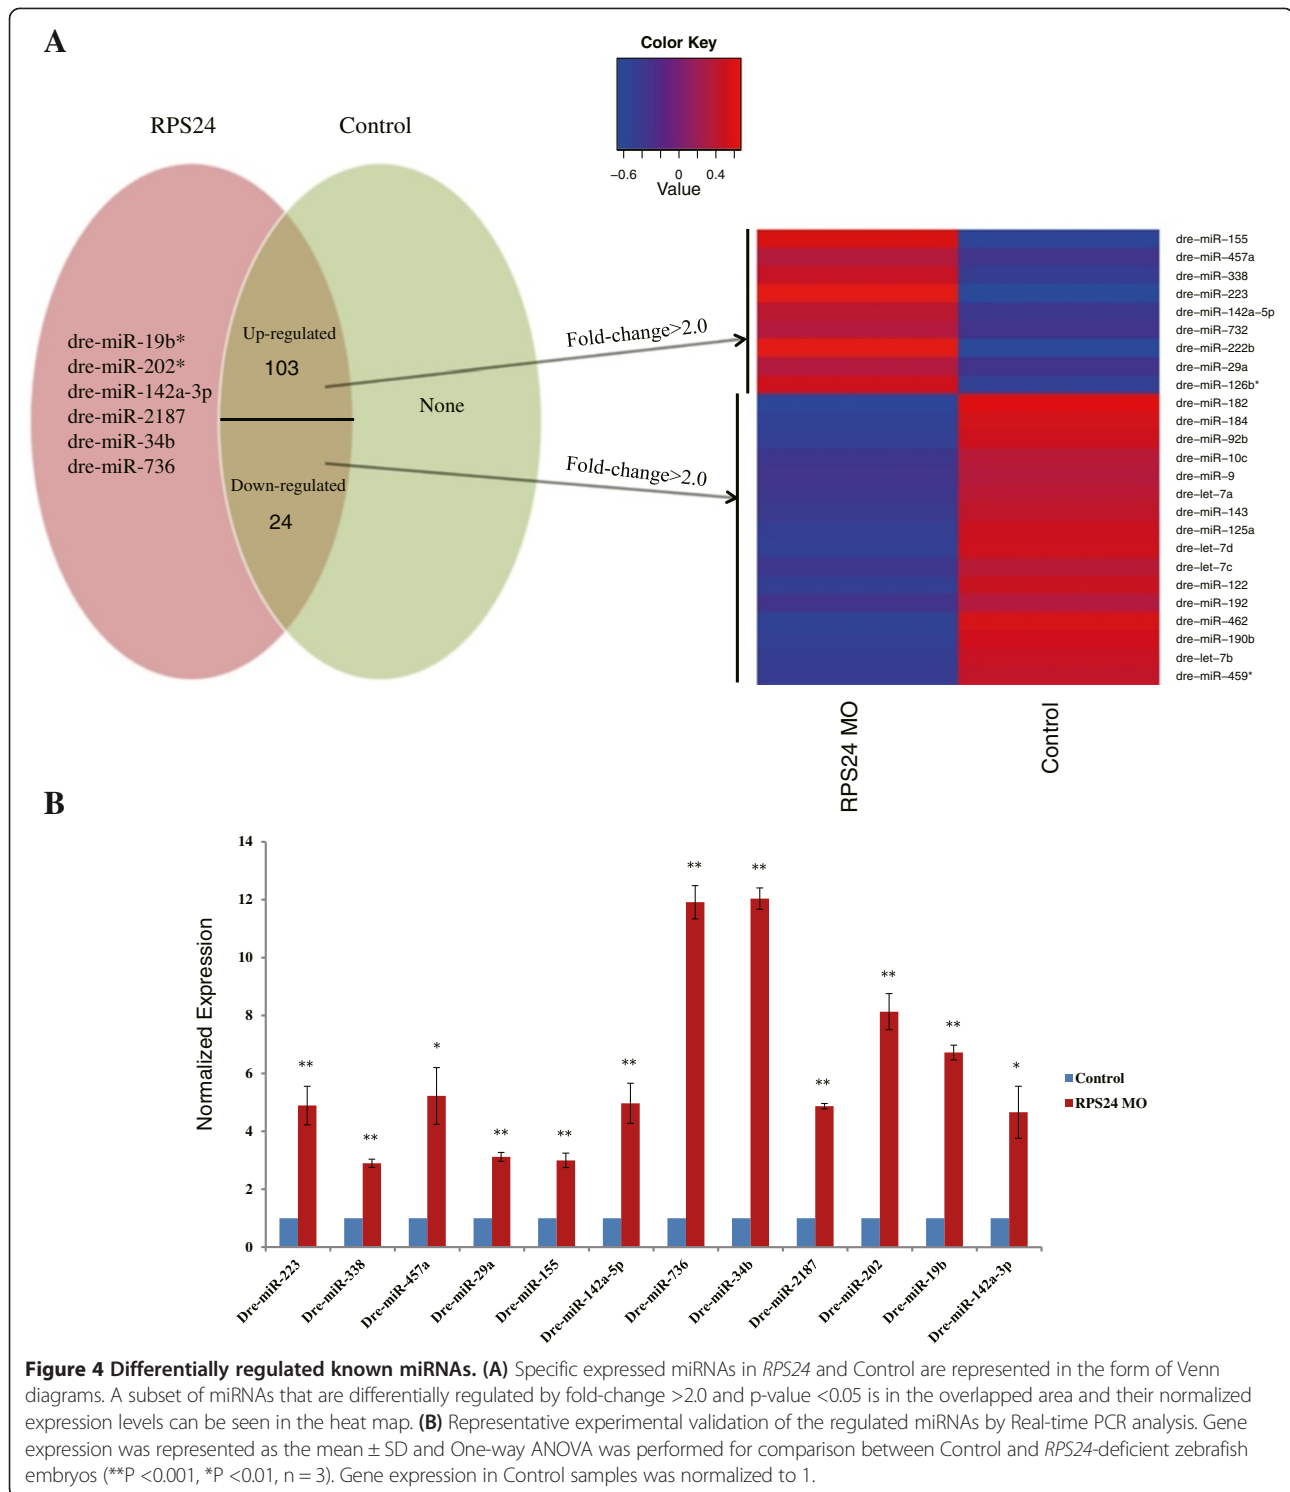 A
Color Key
−0.6 0 0.4
Value
RPS24
Control
dre-miR-19b*
dre-miR-202*
dre-miR-142a-3p
dre-miR-2187
dre-miR-34b
dre-miR-736
Up-regulated
103
Down-regulated
24
None
Fold-change>2.0
Fold-change>2.0
dre−miR−155
dre−miR−457a
dre−miR−338
dre−miR−223
dre−miR−142a−5p
dre−miR−732
dre−miR−222b
dre−miR−29a
dre−miR−126b*
dre−miR−182
dre−miR−184
dre−miR−92b
dre−miR−10c
dre−miR−9
dre−let−7a
dre−miR−143
dre−miR−125a
dre−let−7d
dre−let−7c
dre−miR−122
dre−miR−192
dre−miR−462
dre−miR−190b
dre−let−7b
dre−miR−459*
RPS24 MO
Control
B
Normalized Expression
14
12
10
8
6
4
2
0
** ** * ** ** ** ** ** ** ** ** *
Control
RPS24 MO
Dre-miR-223
Dre-miR-338
Dre-miR-457a
Dre-miR-29a
Dre-miR-155
Dre-miR-142a-5p
Dre-miR-736
Dre-miR-34b
Dre-miR-2187
Dre-miR-202
Dre-miR-19b
Dre-miR-142a-3p
Figure 4 Differentially regulated known miRNAs. (A) Specific expressed miRNAs in RPS24 and Control are represented in the form of Venn
diagrams. A subset of miRNAs that are differentially regulated by fold-change >2.0 and p-value <0.05 is in the overlapped area and their normalized
expression levels can be seen in the heat map. (B) Representative experimental validation of the regulated miRNAs by Real-time PCR analysis. Gene
expression was represented as the mean ± SD and One-way ANOVA was performed for comparison between Control and RPS24-deficient zebrafish
embryos (**P <0.001, *P <0.01, n = 3). Gene expression in Control samples was normalized to 1.